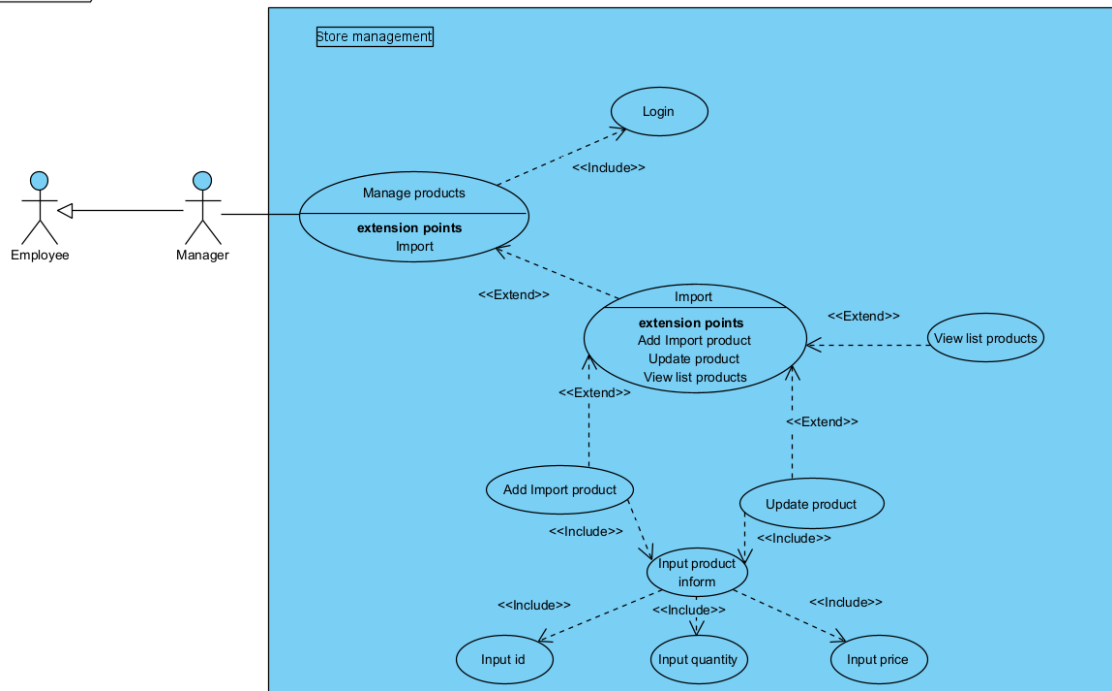 Store management
Login
<<Include>>
Manage products
extension points
Import
Employee
Manager
<<Extend>>
Import
extension points
Add Import product
Update product
View list products
<<Extend>>
View list products
<<Extend>>
<<Extend>>
Add Import product
Update product
<<Include>>
<<Include>>
Input product
inform
<<Include>>
<<Include>>
<<Include>>
Input id
Input quantity
Input price